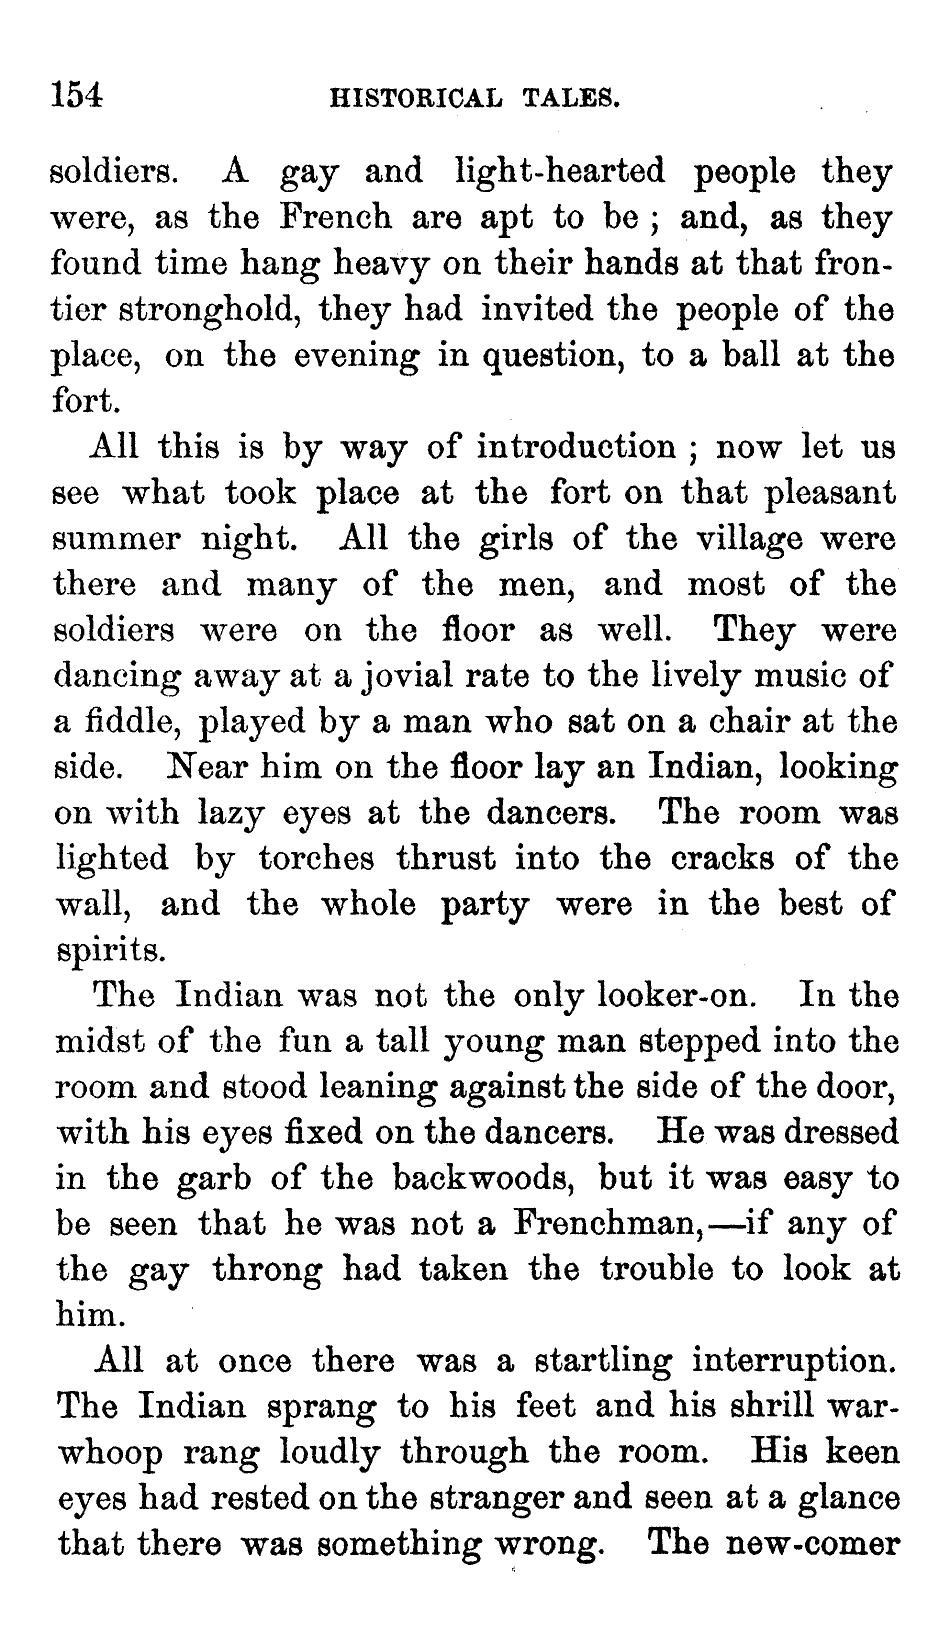 154 HISTORICAL TALES.
soldiers. A gay and light-hearted people they
were, as the French are apt to be ; and, as they
found time hang heavy on their hands at that fron-
tier stronghold, they had invited the people of the
place, on the evening in question, to a ball at the
fort.
All this is by way of introduction ; now let us
see what took place at the fort on that pleasant
summer night. All the girls of the village were
there and many of the men, and most of the
soldiers were on the floor as well. They were
dancing away at a jovial rate to the lively music of
a fiddle, played by a man who sat on a chair at the
side. Near him on the floor lay an Indian, looking
on with lazy eyes at the dancers. The room was
lighted by torches thrust into the cracks of the
wall, and the whole party were in the best of
spirits.
The Indian was not the only looker-on. In the
midst of the fun a tall young man stepped into the
room and stood leaning against the side of the door,
with his eyes fixed on the dancers. He was dressed
in the garb of the backwoods, but it was easy to
be seen that he was not a Frenchman,—if any of
the gay throng had taken the trouble to look at
him.
All at once there was a startling interruption.
The Indian sprang to his feet and his shrill war-
whoop rang loudly through the room. His keen
eyes had rested on the stranger and seen at a glance
that there was something wrong. The new-comer